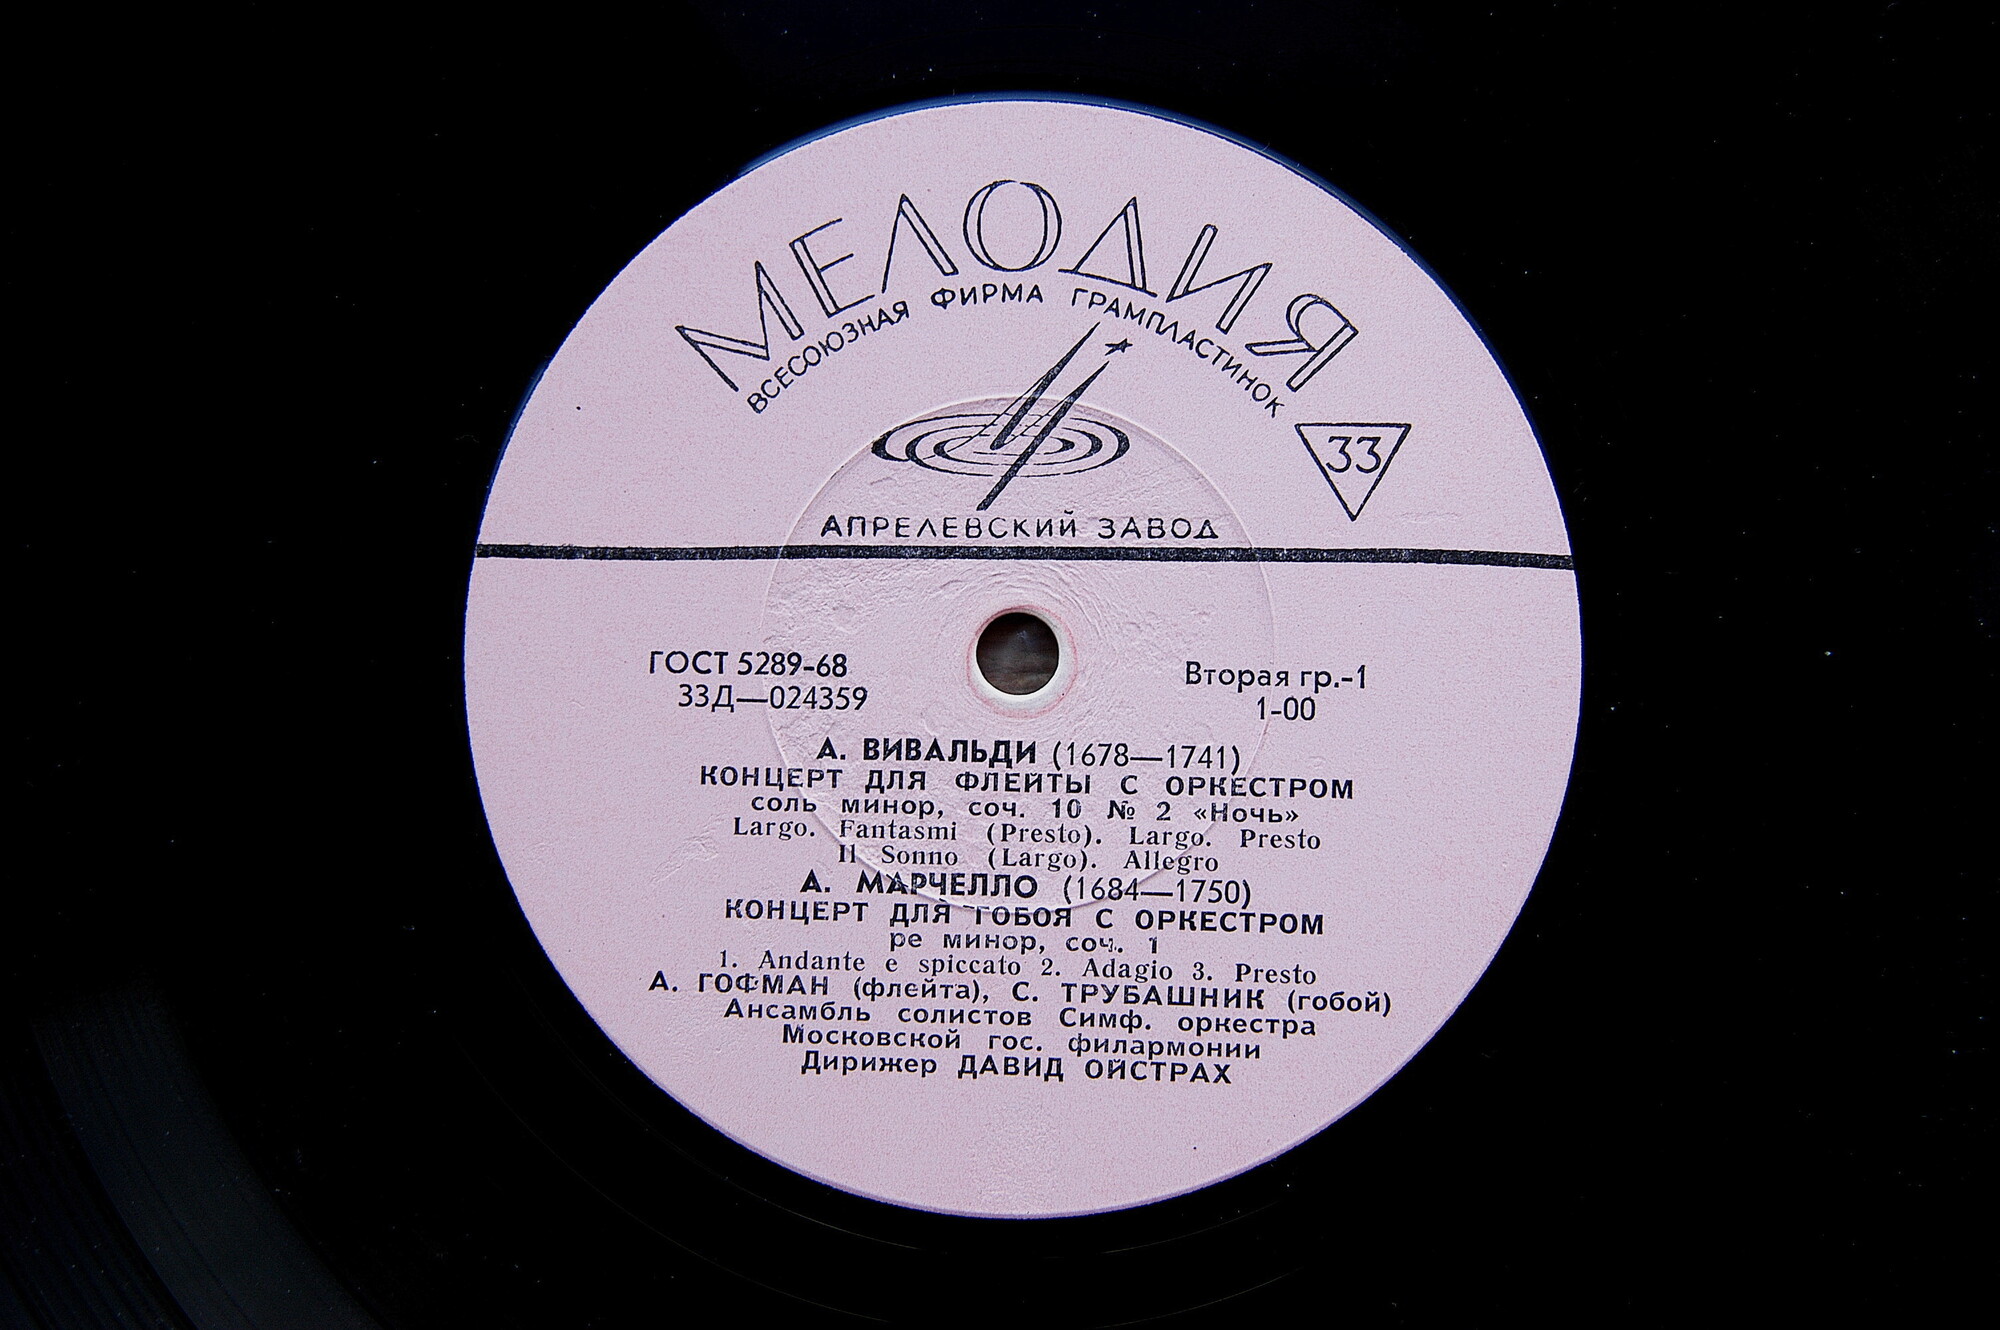 МЕЛОДИЯ
ВСЕСОЮЗНАЯ ФИРМА ГРАМПЛАСТИНОК
33
АПРЕЛЕВСКИЙ ЗАВОД
ГОСТ 5289-68
33Д—024359
Вторая гр.-1
1-00
А. ВИВАЛЬДИ (1678—1741)
КОНЦЕРТ ДЛЯ ФЛЕЙТЫ С ОРКЕСТРОМ
соль минор, соч. 10 № 2 «Ночь»
Largo. Fantasmi (Presto). Largo. Presto
Il Sonno (Largo). Allegro
А. МАРЧЕЛЛО (1684—1750)
КОНЦЕРТ ДЛЯ ГОБОЯ С ОРКЕСТРОМ
ре минор, соч. 1
1. Andante e spiccato 2. Adagio 3. Presto
А. ГОФМАН (флейта), С. ТРУБАШНИК (гобой)
Ансамбль солистов Симф. оркестра
Московской гос. филармонии
Дирижер ДАВИД ОЙСТРАХ